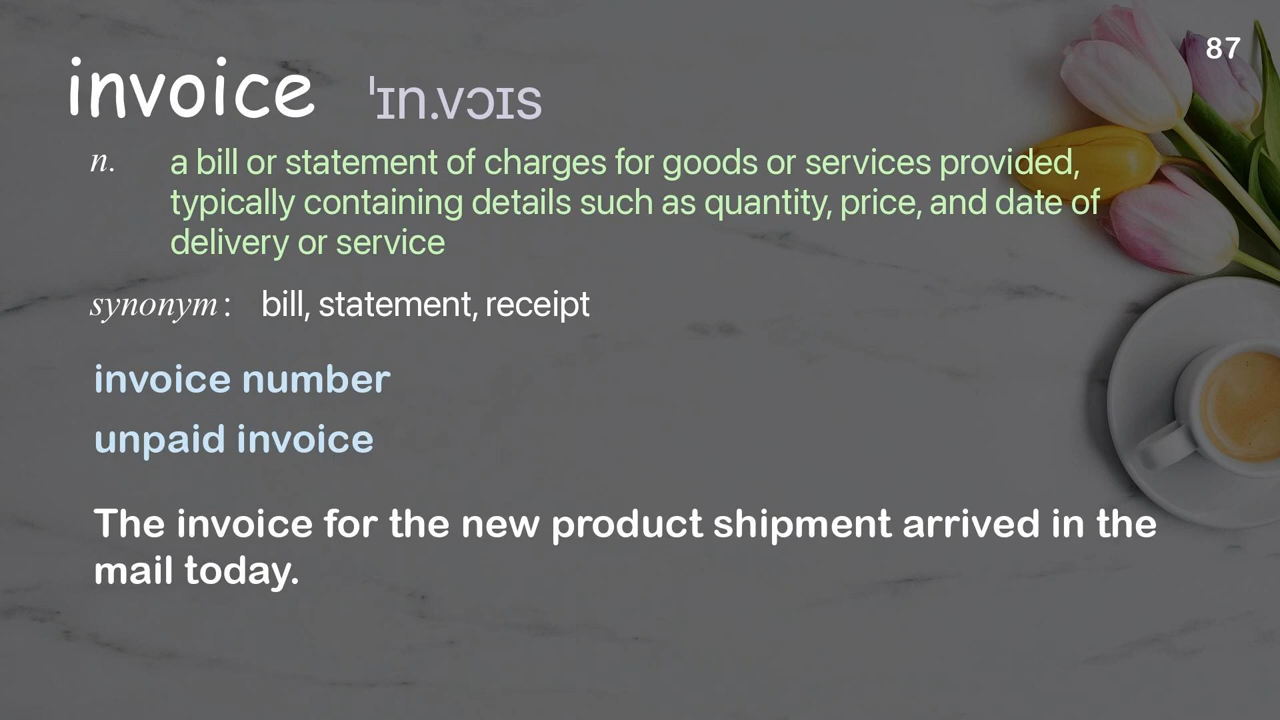 87
invoice ˈɪn.vɔɪs
n. a bill or statement of charges for goods or services provided,
typically containing details such as quantity, price, and date of
delivery or service
synonym: bill, statement, receipt
invoice number
unpaid invoice
The invoice for the new product shipment arrived in the
mail today.